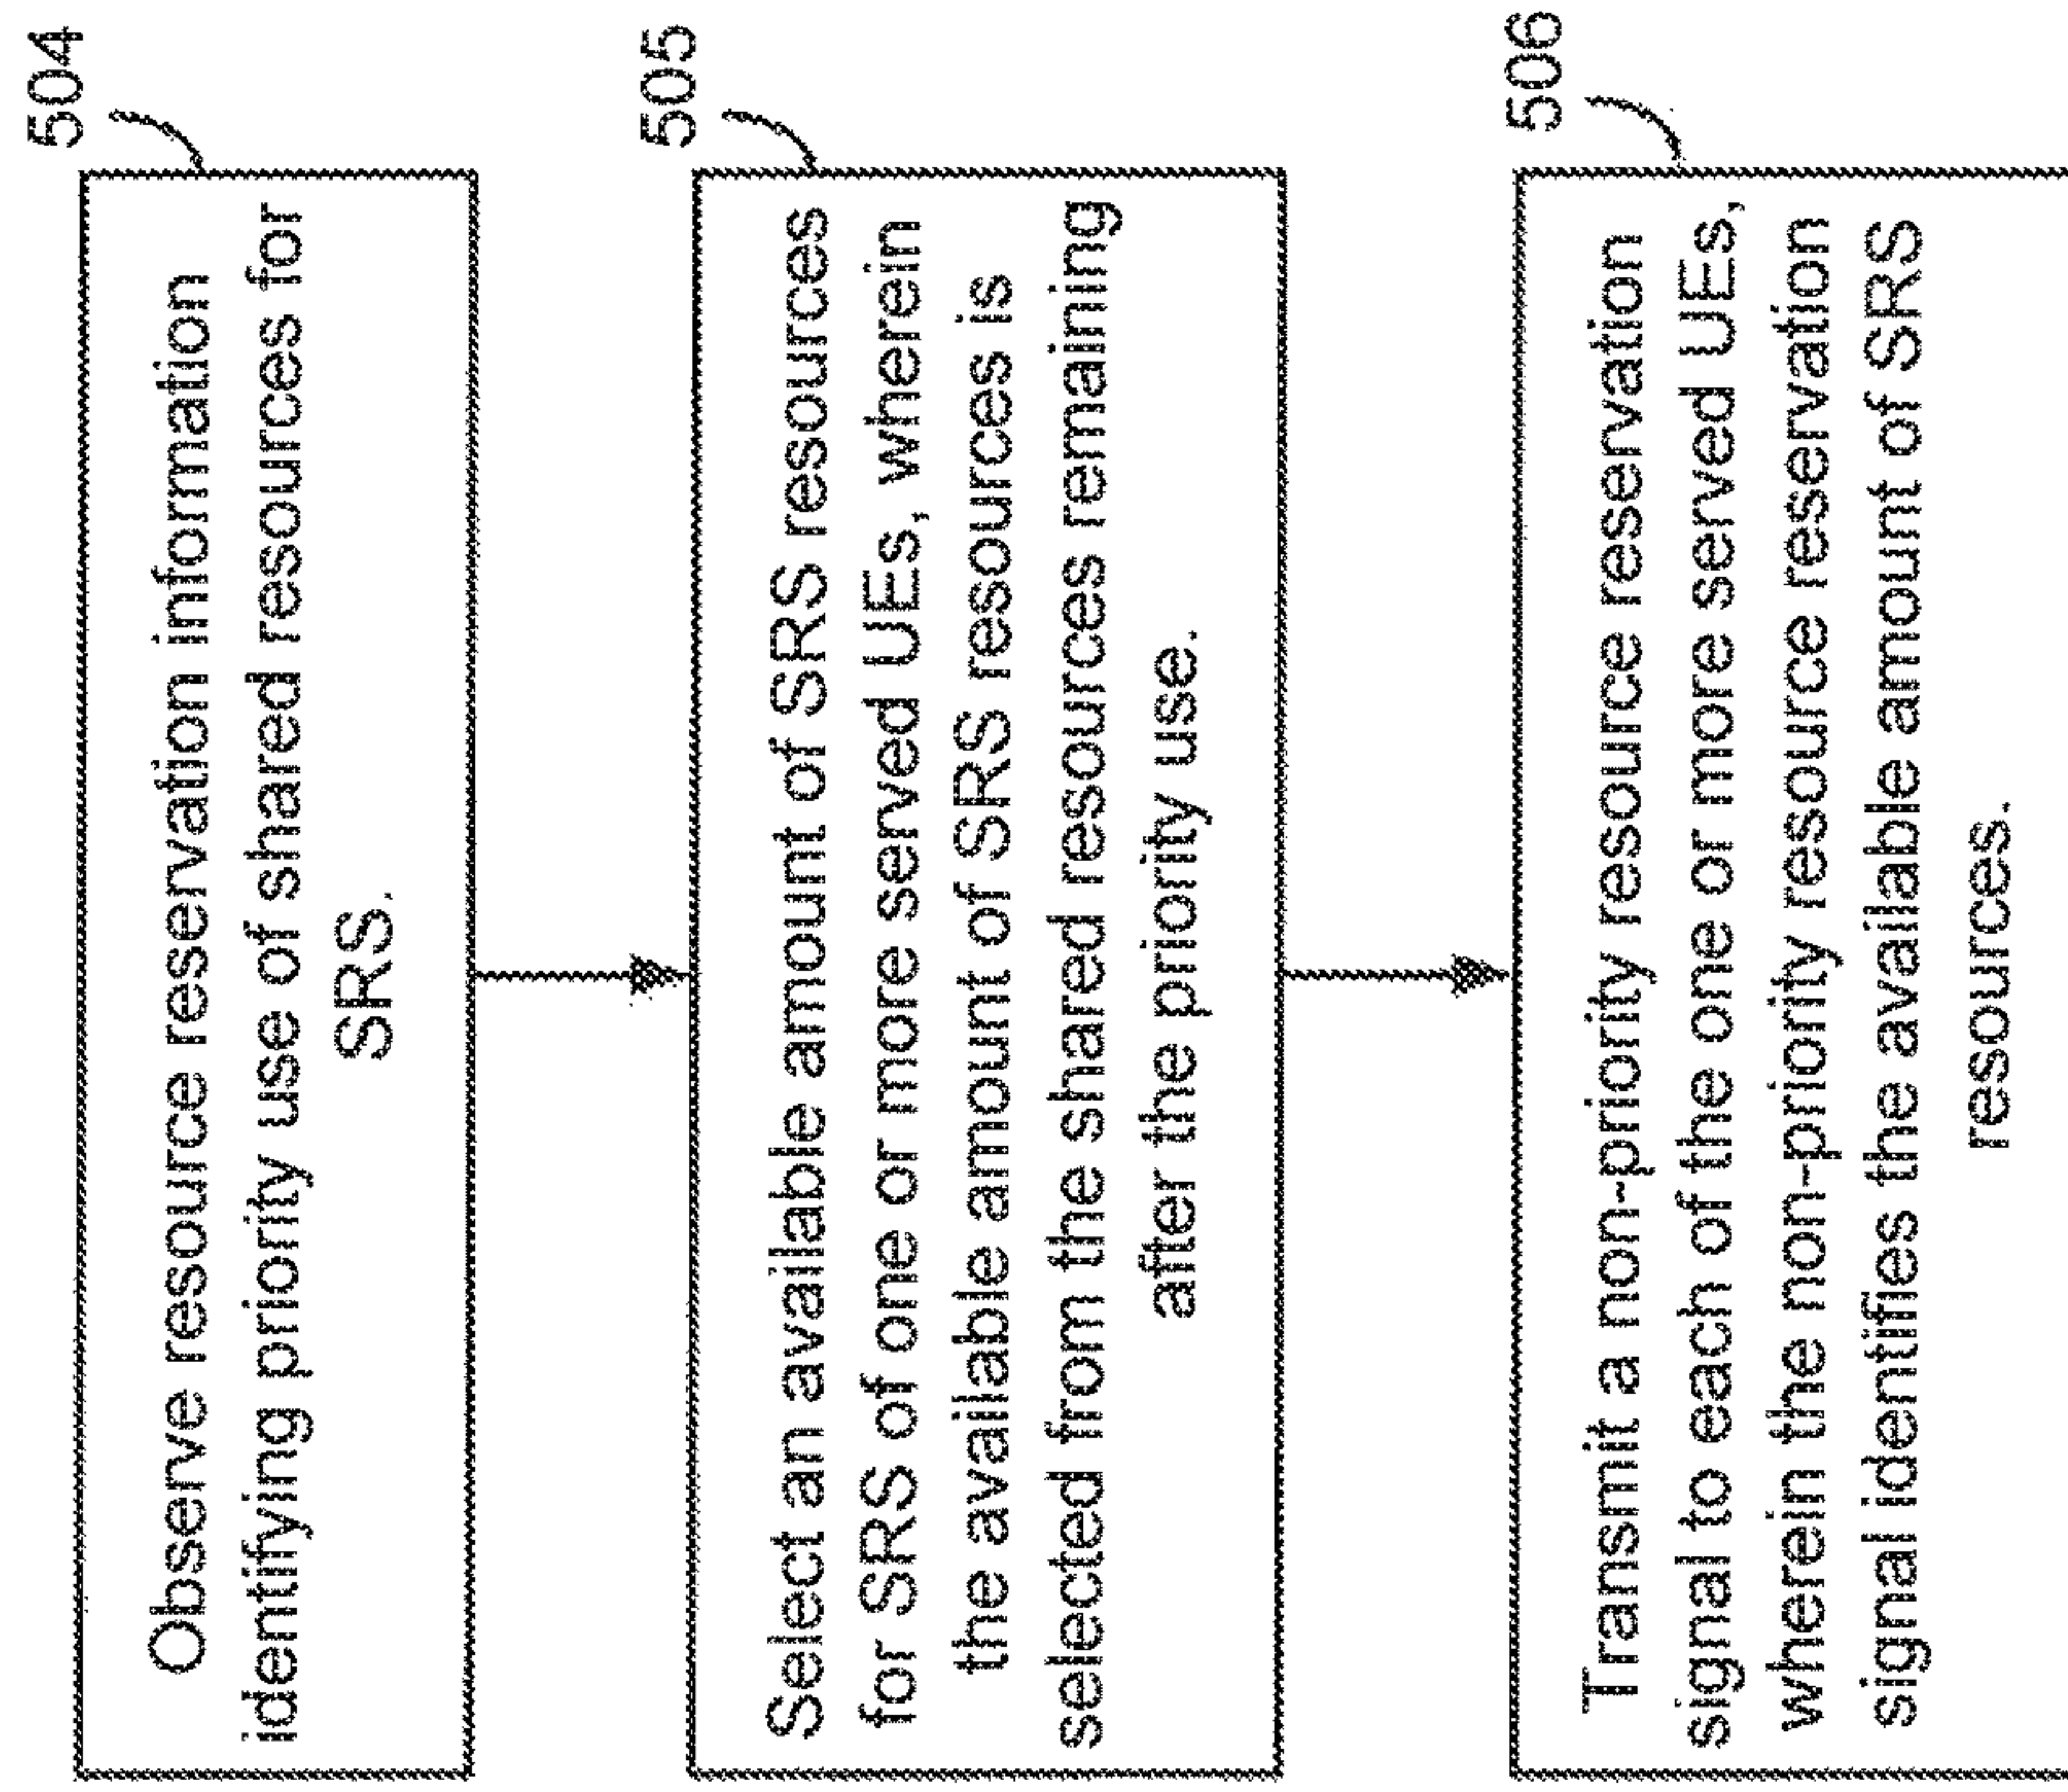 504
Observe resource reservation information
identifying priority use of shared resources for
SRS.
505
Select an available amount of SRS resources
for SRS of one or more served UEs, wherein
the available amount of SRS resources is
selected from the shared resources remaining
after the priority use.
506
Transmit a non-priority resource reservation
signal to each of the one or more served UEs,
wherein the non-priority resource reservation
signal identifies the available amount of SRS
resources.